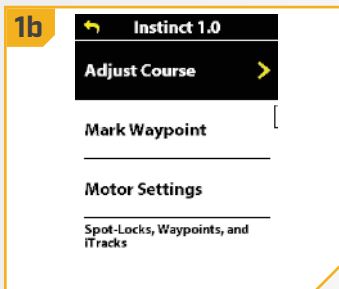 1b
Instinct 1.0
Adjust Course
Mark Waypoint
Motor Settings
Spot-Locks, Waypoints, and
iTracks